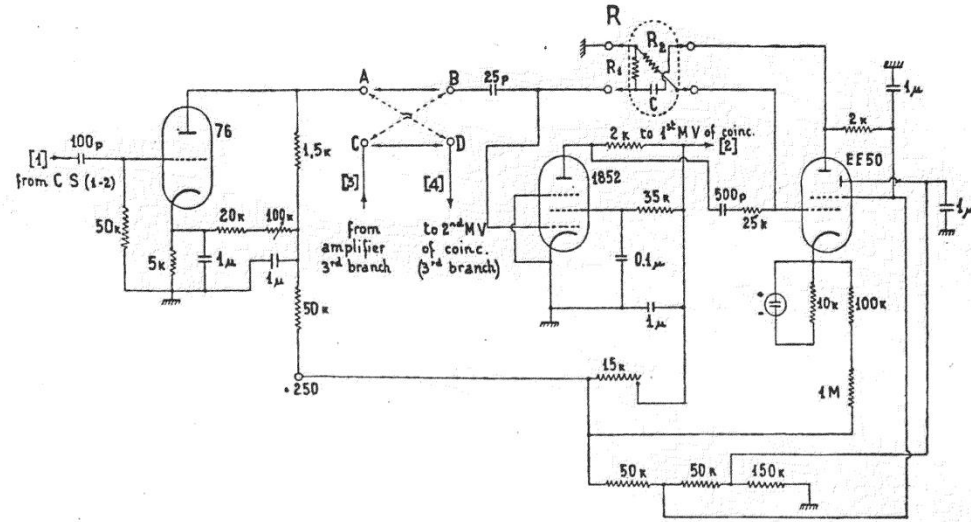 R
R₁
R₂
C
A
B
25p
1μ
2k
76
100p
[1]
from C S (1-2)
1,5k
C
D
[3]
[4]
from
amplifier
3rd branch
to 2nd MV
of coinc.
(3rd branch)
2k to 1st MV of coinc.
[2]
1852
EF50
35k
500p
25k
1μ
50k
20k
100k
5k
1μ
1μ
0.1μ
1μ
+
-
10k
100k
50k
+250
15k
1M
50k
50k
150k